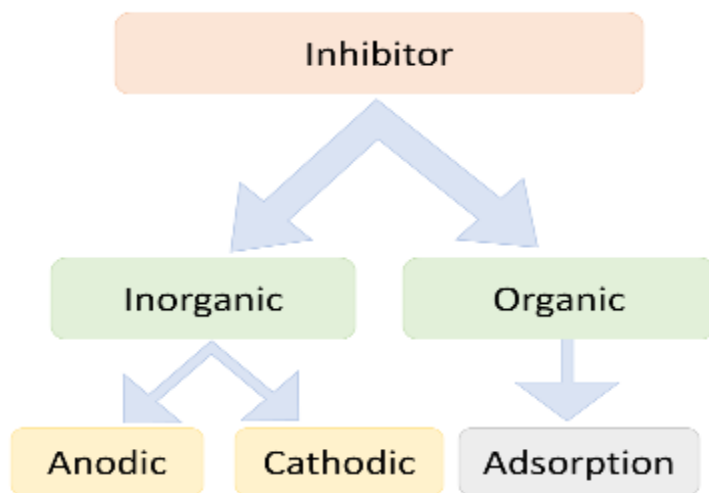 Inhibitor
Inorganic
Organic
Anodic
Cathodic
Adsorption